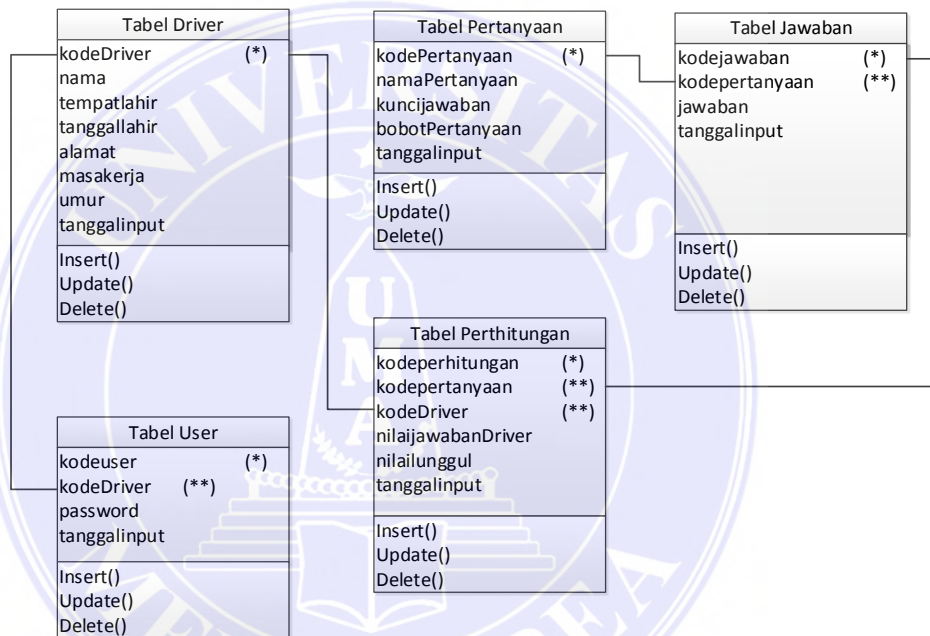 Tabel Driver
kodeDriver (*)
nama
tempatlahir
tanggallahir
alamat
masakerja
umur
tanggalinput
Insert()
Update()
Delete()
Tabel Pertanyaan
kodePertanyaan (*)
namaPertanyaan
kuncijawaban
bobotPertanyaan
tanggalinput
Insert()
Update()
Delete()
Tabel Jawaban
kodejawaban (*)
kodepertanyaan (**)
jawaban
tanggalinput
Insert()
Update()
Delete()
Tabel User
kodeuser (*)
kodeDriver (**)
password
tanggalinput
Insert()
Update()
Delete()
Tabel Perthitungan
kodeperhitungan (*)
kodepertanyaan (**)
kodeDriver (**)
nilaijawabanDriver
nilailunggul
tanggalinput
Insert()
Update()
Delete()
UNIVERSITAS
UMA